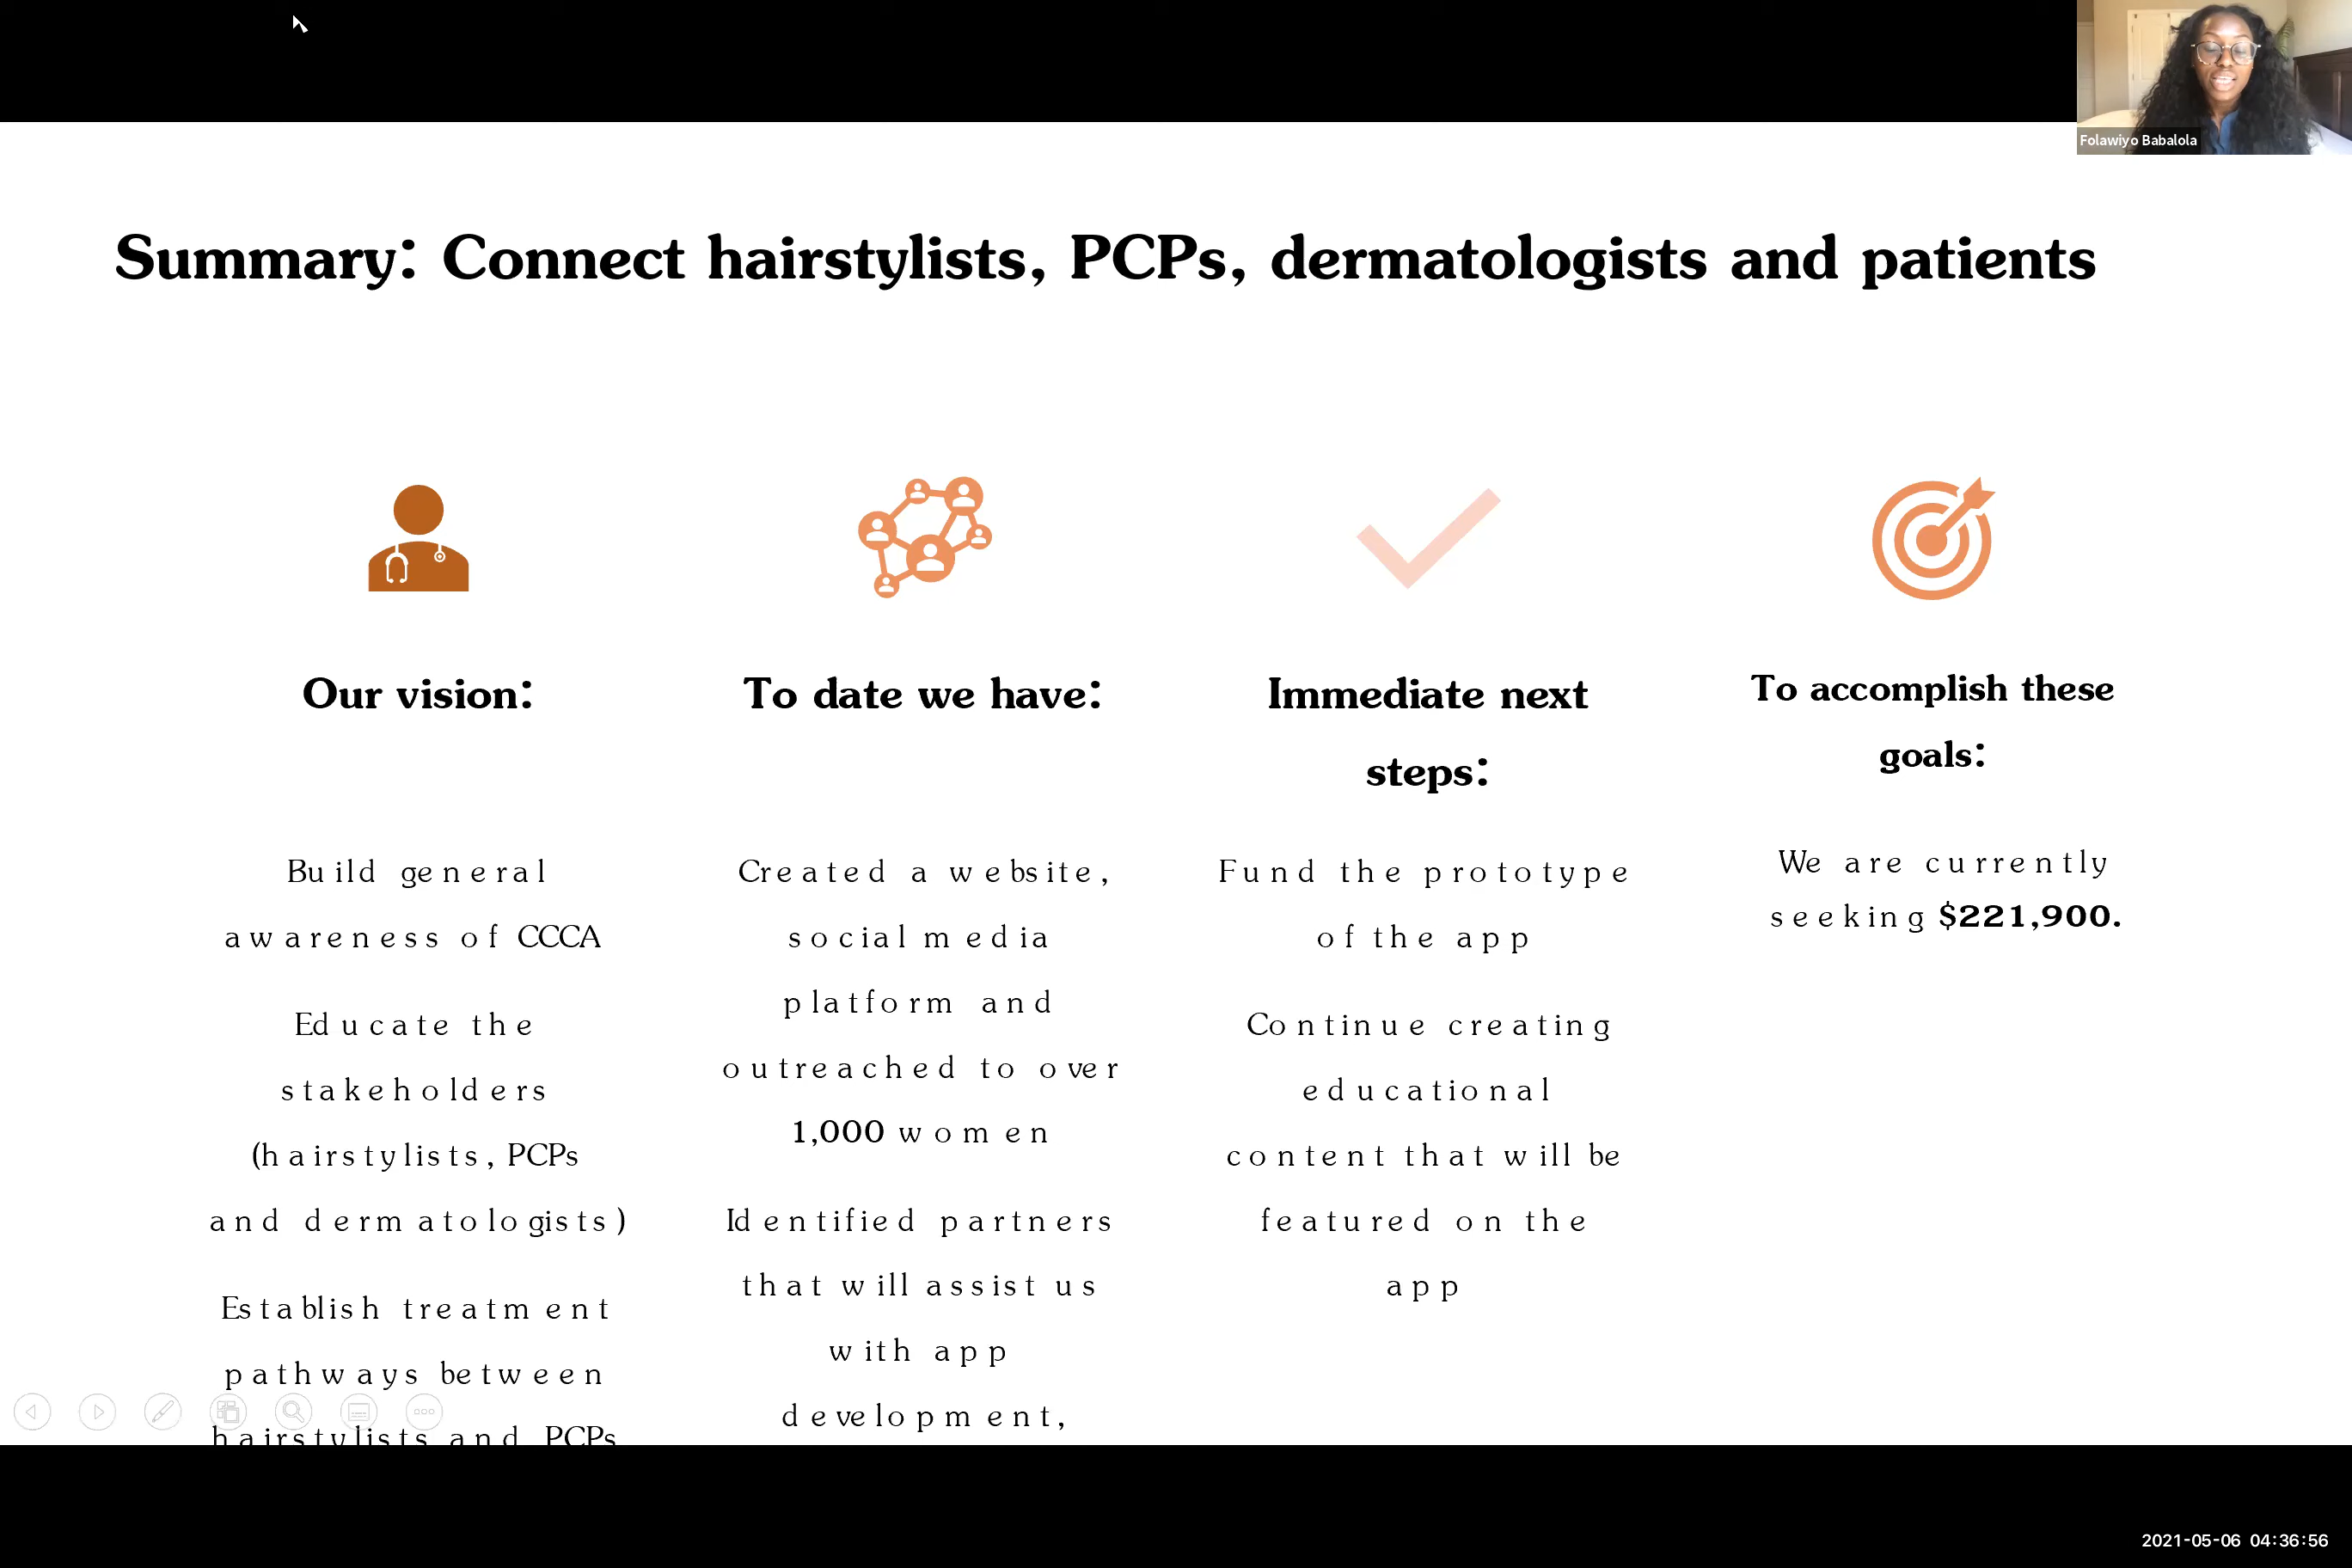 Folawiyo Babalola
Summary: Connect hairstylists, PCPs, dermatologists and patients
Our vision:
Build general
awareness of CCCA
Educate the
stakeholders
(hairstylists, PCPs
and dermatologists)
Establish treatment
pathways between
hairstylists and PCPs
To date we have:
Created a website,
social media
platform and
outreached to over
1,000 women
Identified partners
that will assist us
with app
development,
Immediate next
steps:
Fund the prototype
of the app
Continue creating
educational
content that will be
featured on the
app
To accomplish these
goals:
We are currently
seeking $221,900.
2021-05-06 04:36:56